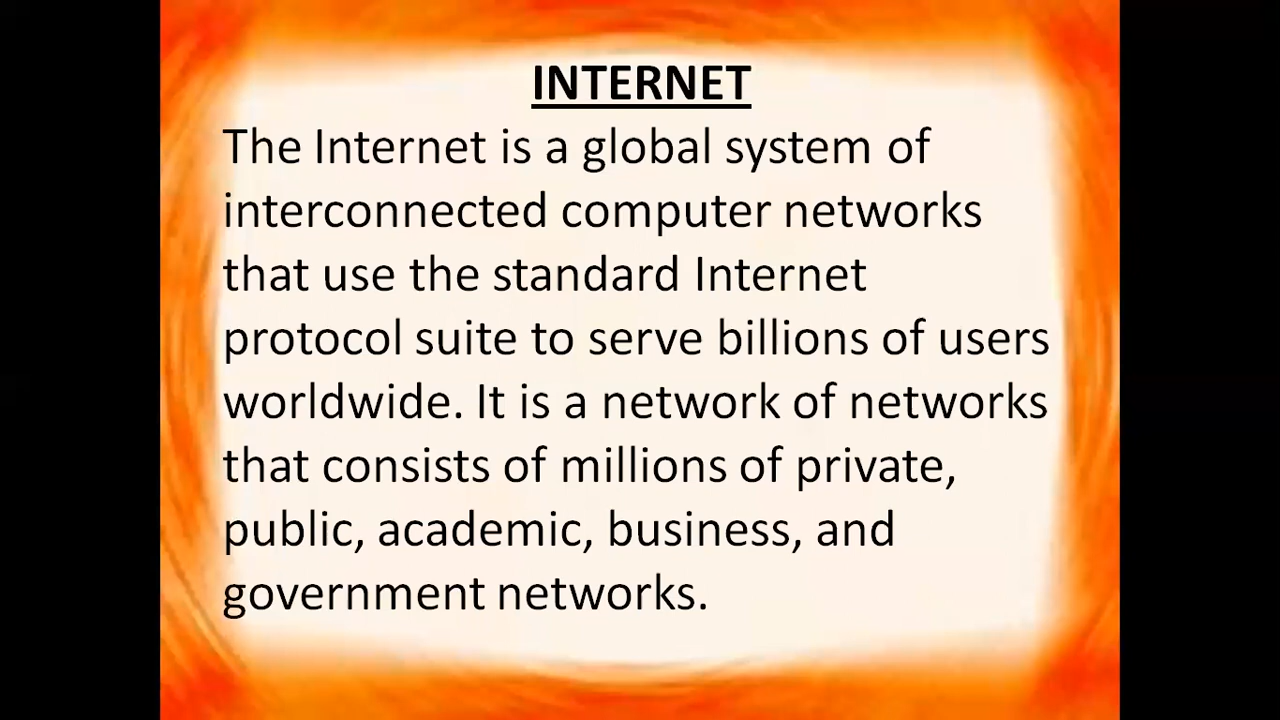 INTERNET
The Internet is a global system of
interconnected computer networks
that use the standard Internet
protocol suite to serve billions of users
worldwide. It is a network of networks
that consists of millions of private,
public, academic, business, and
government networks.